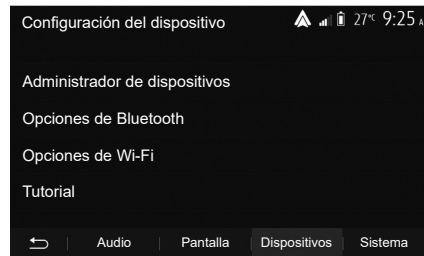 Configuración del dispositivo
27°C 9:25 A
Administrador de dispositivos
Opciones de Bluetooth
Opciones de Wi-Fi
Tutorial
Audio Pantalla Dispositivos Sistema